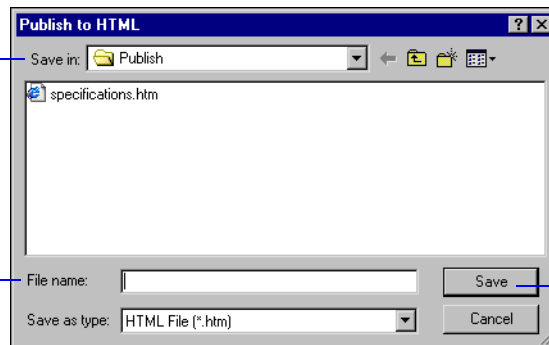 Publish to HTML
Save in: Publish
specifications.htm
File name:
Save
Save as type: HTML File (*.htm)
Cancel